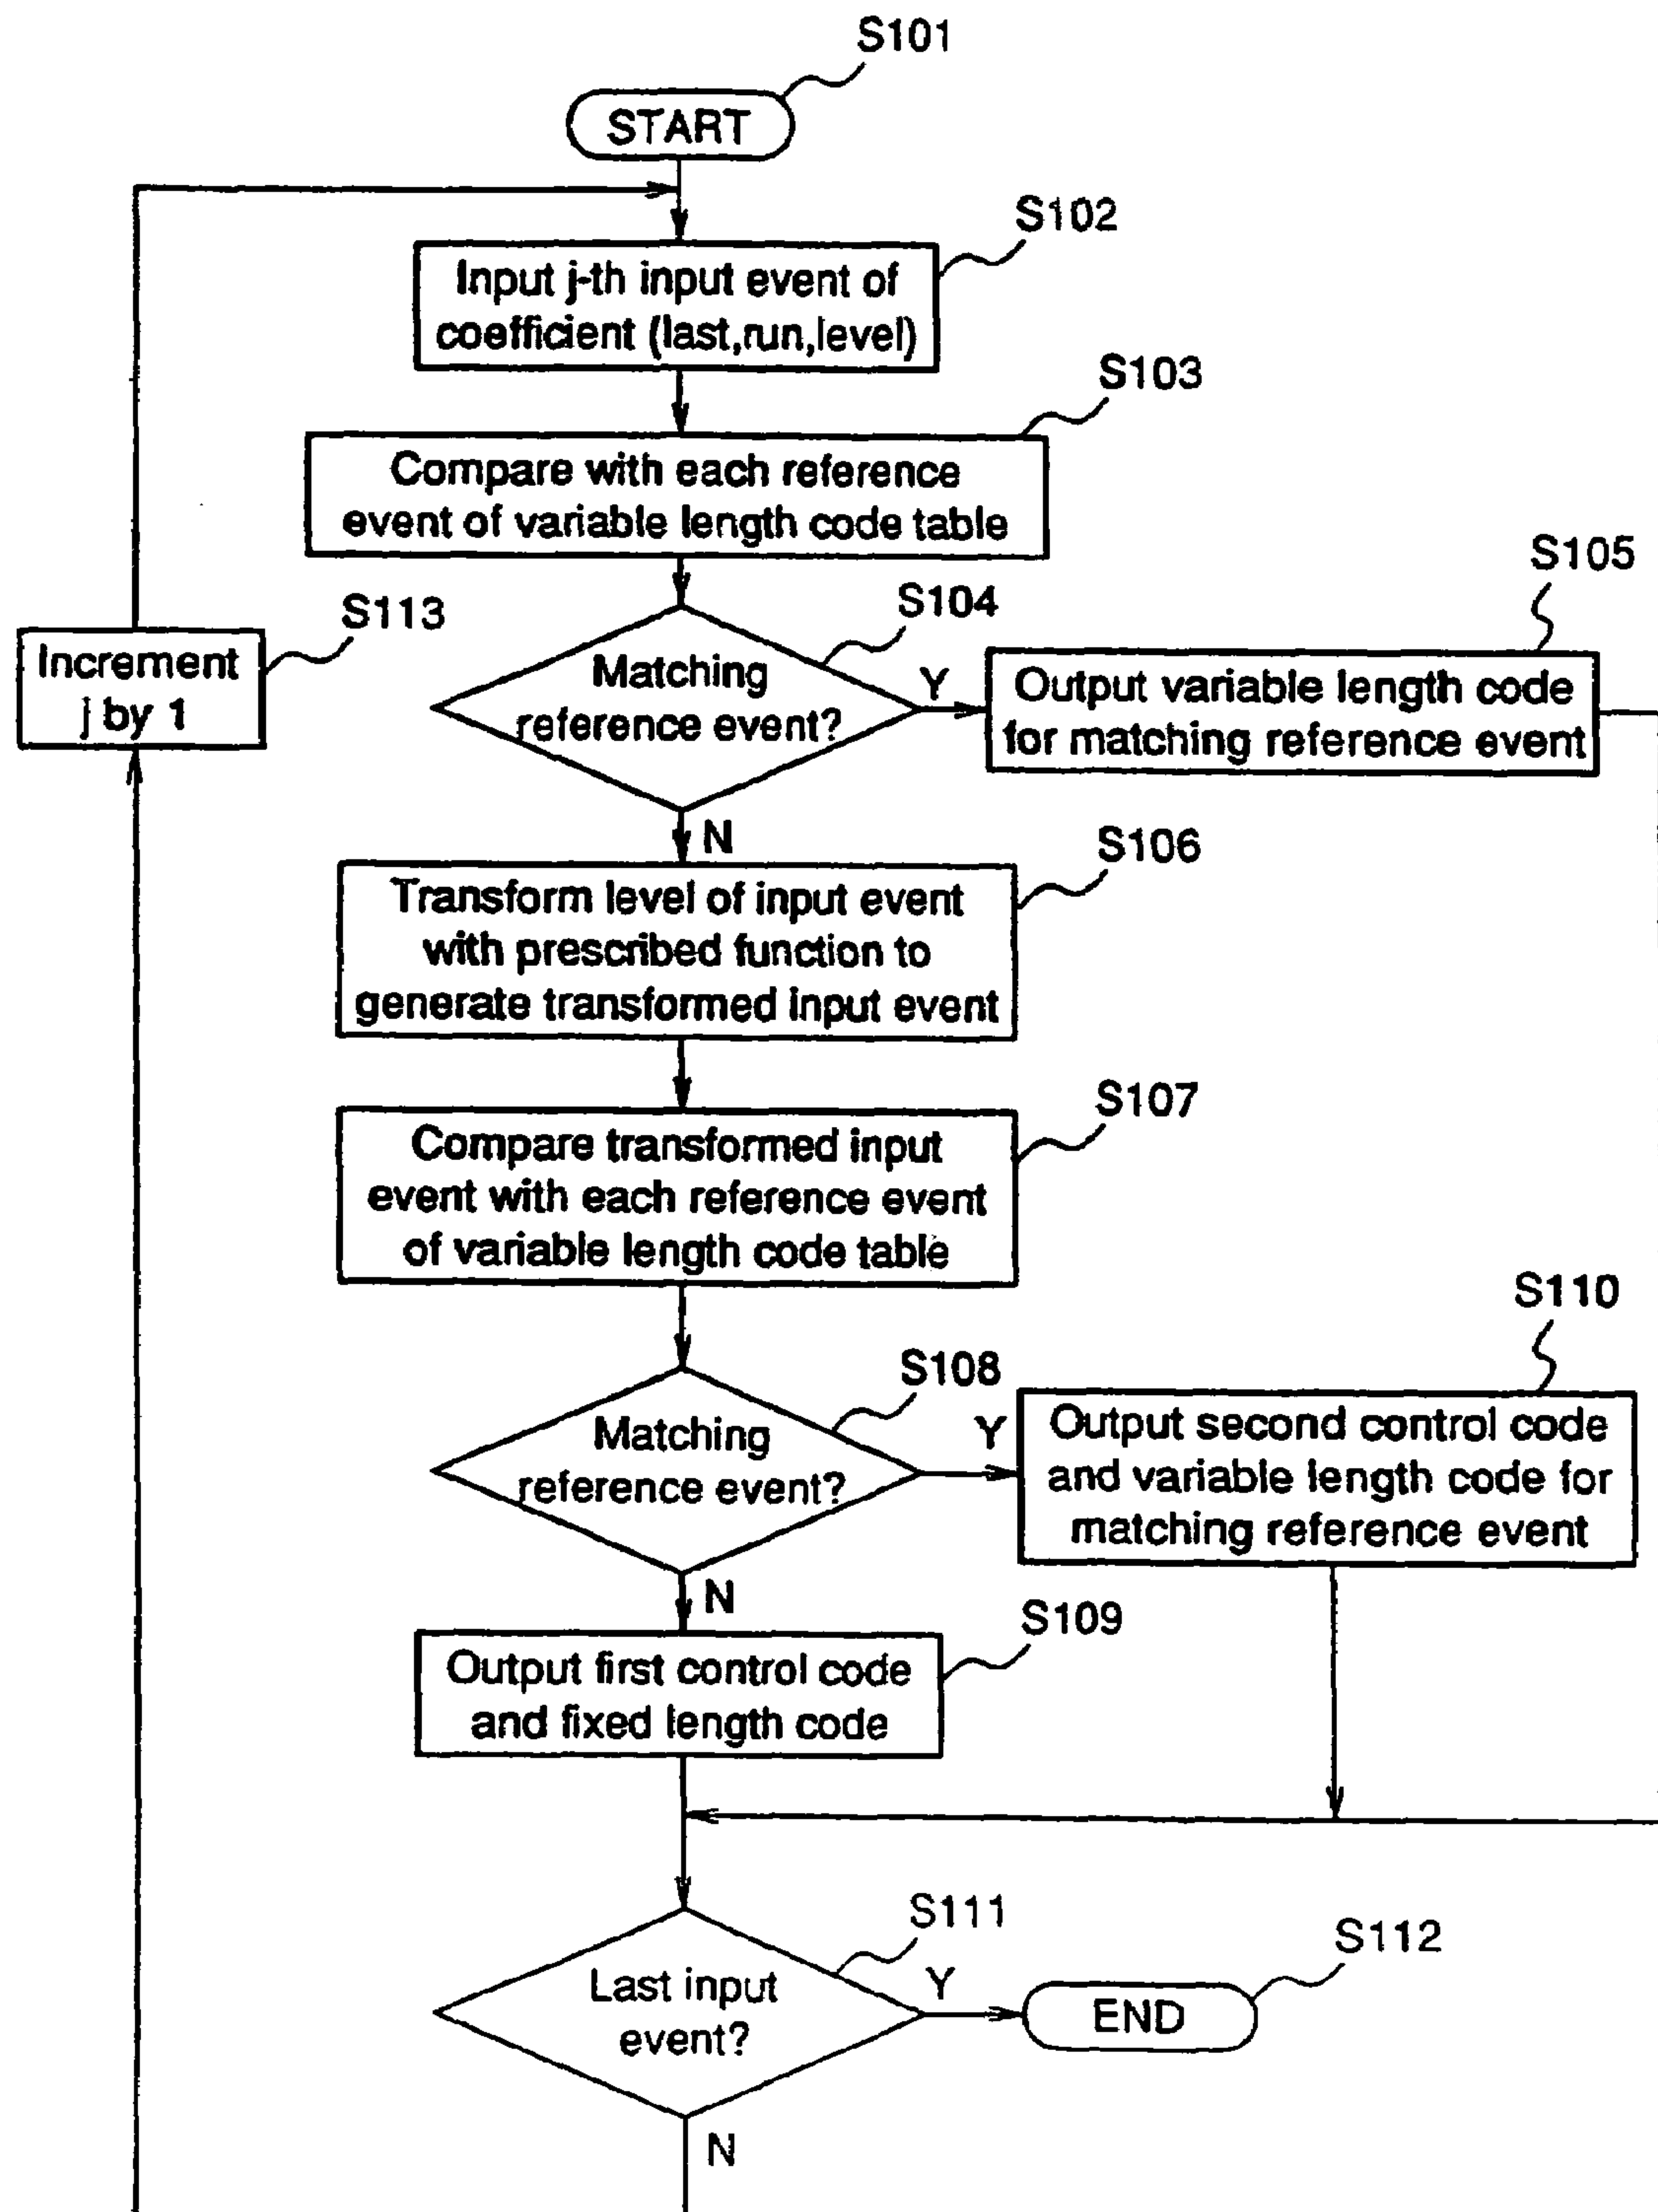 S101
START
S102
Input j-th input event of
coefficient (last,run,level)
S103
Compare with each reference
event of variable length code table
S104
Matching
reference event?
Y
S105
Output variable length code
for matching reference event
S113
Increment
j by 1
N
S106
Transform level of input event
with prescribed function to
generate transformed input event
S107
Compare transformed input
event with each reference event
of variable length code table
S108
Matching
reference event?
Y
S110
Output second control code
and variable length code for
matching reference event
N
S109
Output first control code
and fixed length code
S111
Last input
event?
Y
S112
END
N